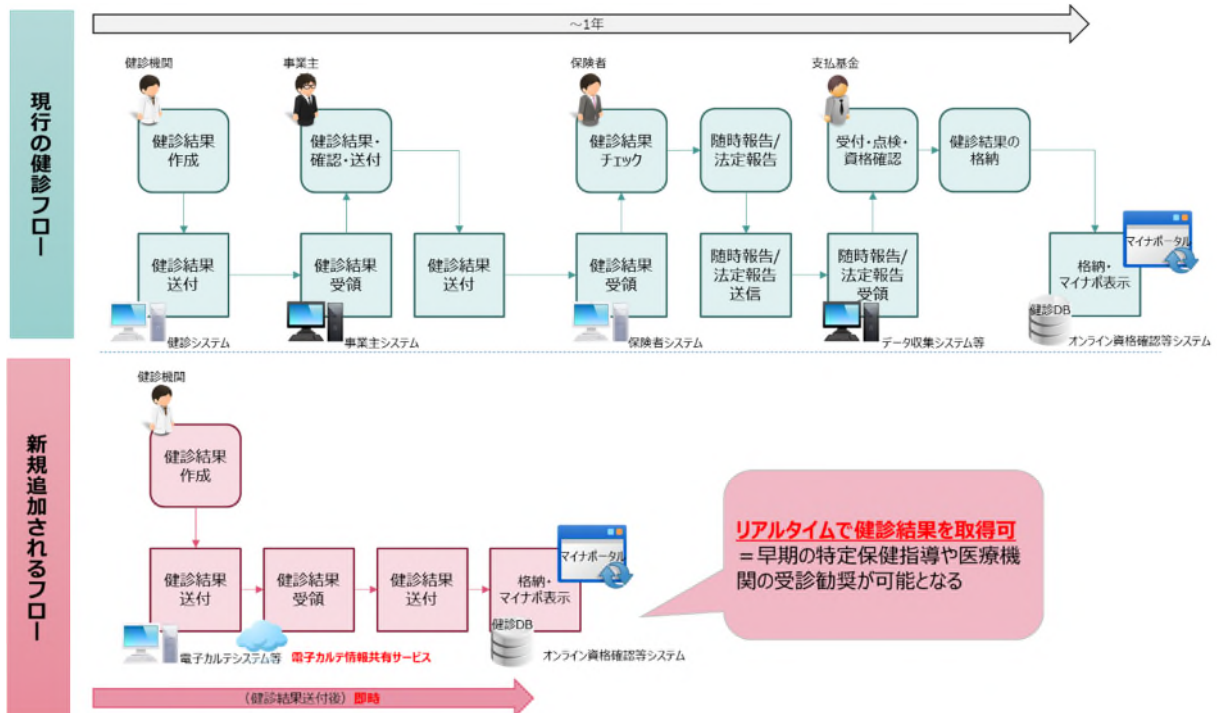 ～1年
現行の健診フロー
健診機関
事業主
保険者
支払基金
健診結果
作成
健診結果・
確認・送付
健診結果
チェック
随時報告/
法定報告
受付・点検・
資格確認
健診結果の
格納
健診結果
送付
健診結果
受領
健診結果
送付
健診結果
受領
随時報告/
法定報告
送信
随時報告/
法定報告
受領
マイナポータル
格納・
マイナポ表示
健診DB
健診システム
事業主システム
保険者システム
データ収集システム等
オンライン資格確認等システム
新規追加されるフロー
健診機関
健診結果
作成
健診結果
送付
健診結果
受領
健診結果
送付
マイナポータル
格納・
マイナポ表示
健診DB
電子カルテシステム等
電子カルテ情報共有サービス
オンライン資格確認等システム
リアルタイムで健診結果を取得可
＝早期の特定保健指導や医療機
関の受診勧奨が可能となる
（健診結果送付後）即時